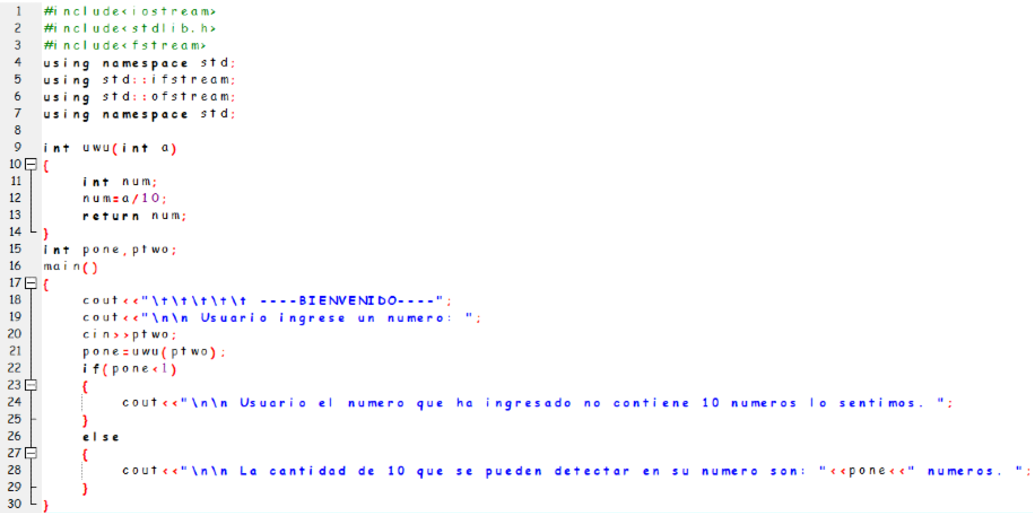 1 #include<iostream>
2 #include<stdlib.h>
3 #include<fstream>
4 using namespace std;
5 using std::ifstream;
6 using std::ofstream;
7 using namespace std;
8
9 int uwu(int a)
10 {
11 int num;
12 num=a/10;
13 return num;
14 }
15 int pone,ptwo;
16 main()
17 {
18 cout<<"\t\t\t\t\t ----BIENVENIDO----";
19 cout<<"\n\n Usuario ingrese un numero: ";
20 cin>>ptwo;
21 pone=uwu(ptwo);
22 if(pone<1)
23 {
24 cout<<"\n\n Usuario el numero que ha ingresado no contiene 10 numeros lo sentimos. ";
25 }
26 else
27 {
28 cout<<"\n\n La cantidad de 10 que se pueden detectar en su numero son: "<<pone<<" numeros. ";
29 }
30 }